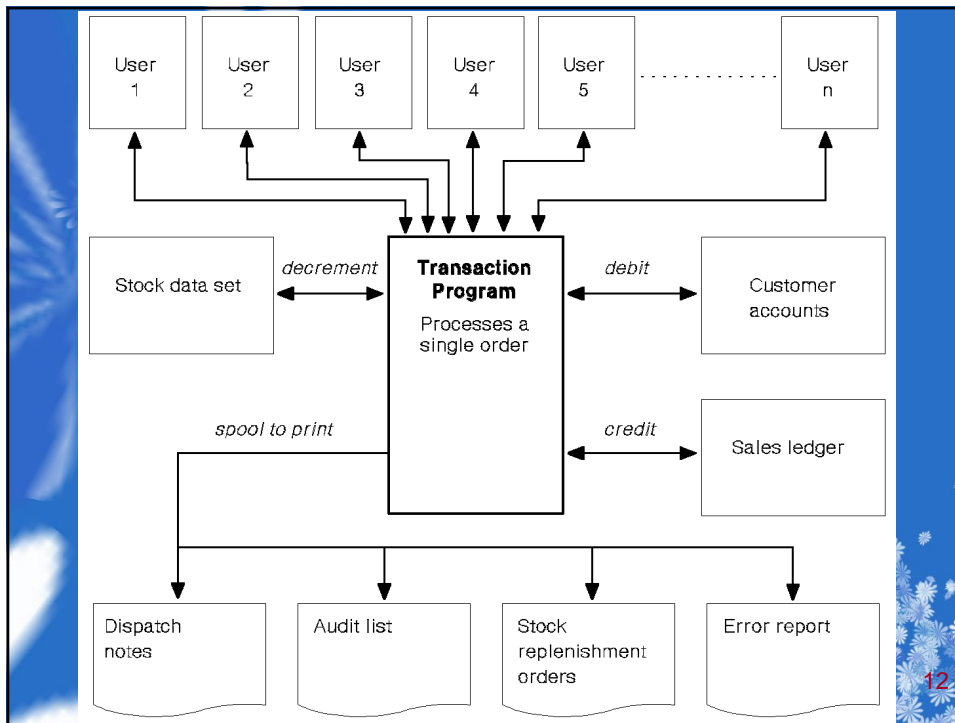 User
1
User
2
User
3
User
4
User
5
User
n
Stock data set
decrement
Transaction
Program
Processes a
single order
debit
Customer
accounts
spool to print
credit
Sales ledger
Dispatch
notes
Audit list
Stock
replenishment
orders
Error report
12